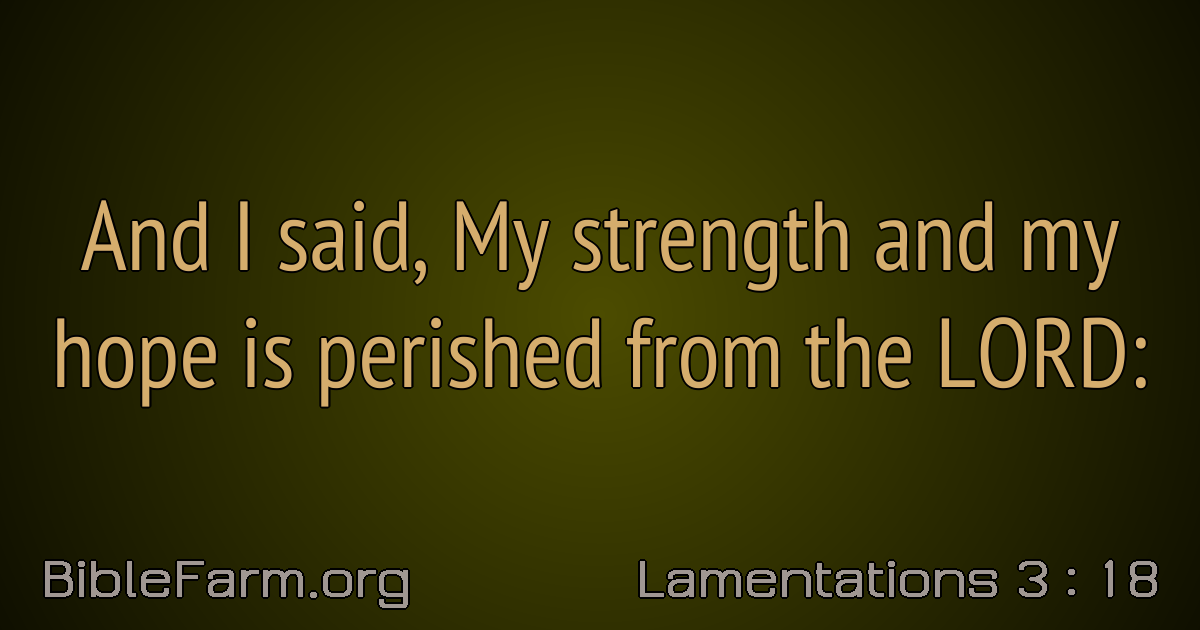 And I said, My strength and my
hope is perished from the LORD:
BibleFarm.org
Lamentations 3 : 18